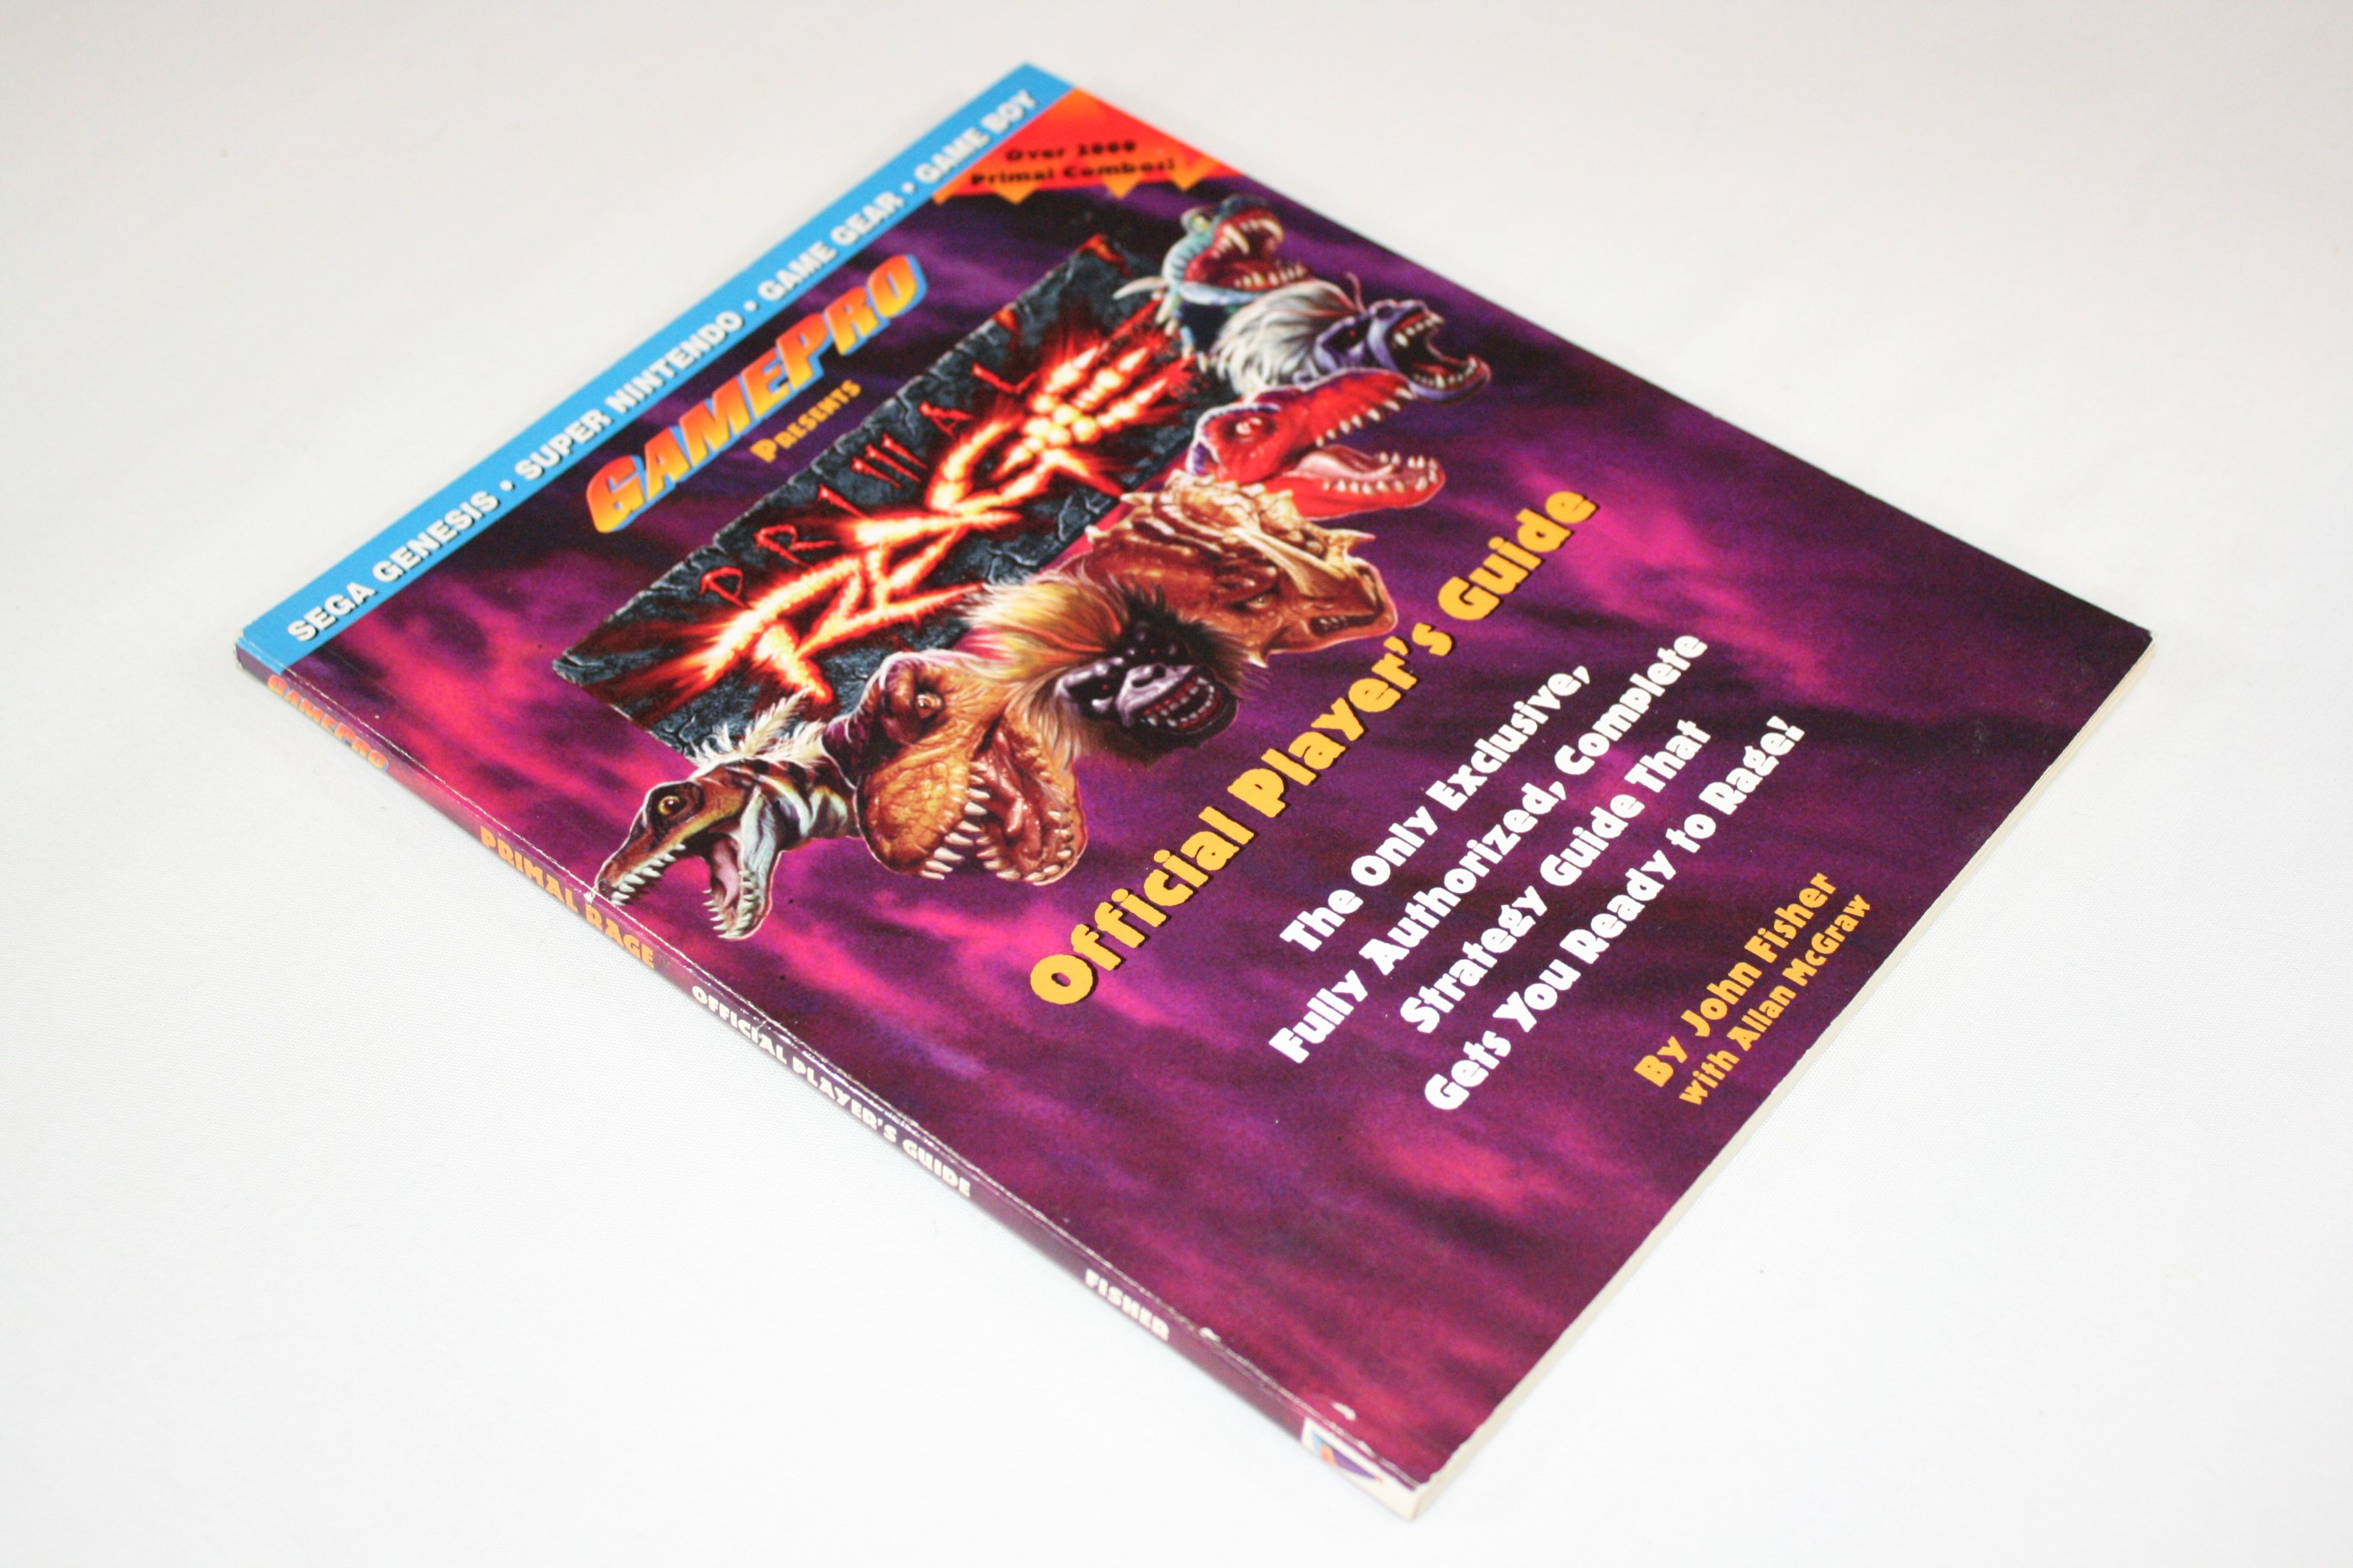 SEGA GENESIS • SUPER NINTENDO • GAME GEAR • GAME BOY
Over 2000
Primal Combos!
GAMEPRO
PRESENTS
PRIMAL
RAGE
Official Player's Guide
The Only Exclusive,
Fully Authorized, Complete
Strategy Guide That
Gets You Ready to Rage!
By John Fisher
with Allan McGraw
GAMEPRO PRIMAL RAGE OFFICIAL PLAYER'S GUIDE FISHER